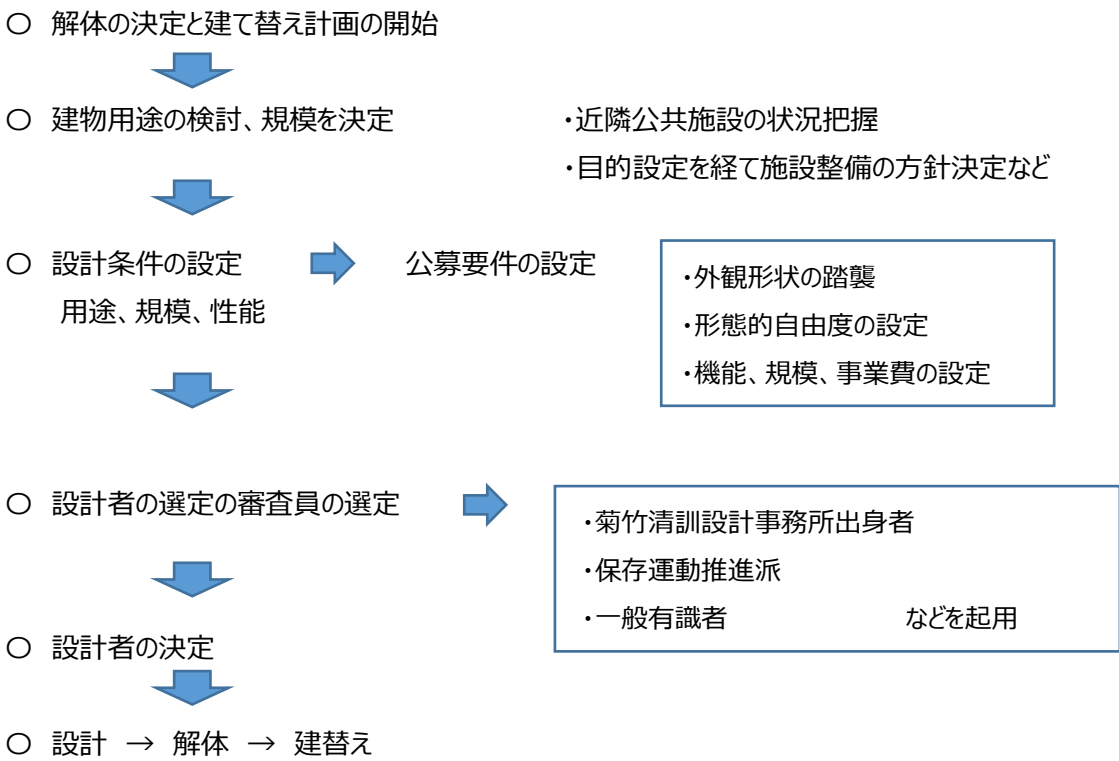 〇 解体の決定と建て替え計画の開始
〇 建物用途の検討、規模を決定 ・近隣公共施設の状況把握
・目的設定を経て施設整備の方針決定など
〇 設計条件の設定 公募要件の設定
用途、規模、性能
・外観形状の踏襲
・形態的自由度の設定
・機能、規模、事業費の設定
〇 設計者の選定の審査員の選定
・菊竹清訓設計事務所出身者
・保存運動推進派
・一般有識者 などを起用
〇 設計者の決定
〇 設計 → 解体 → 建替え